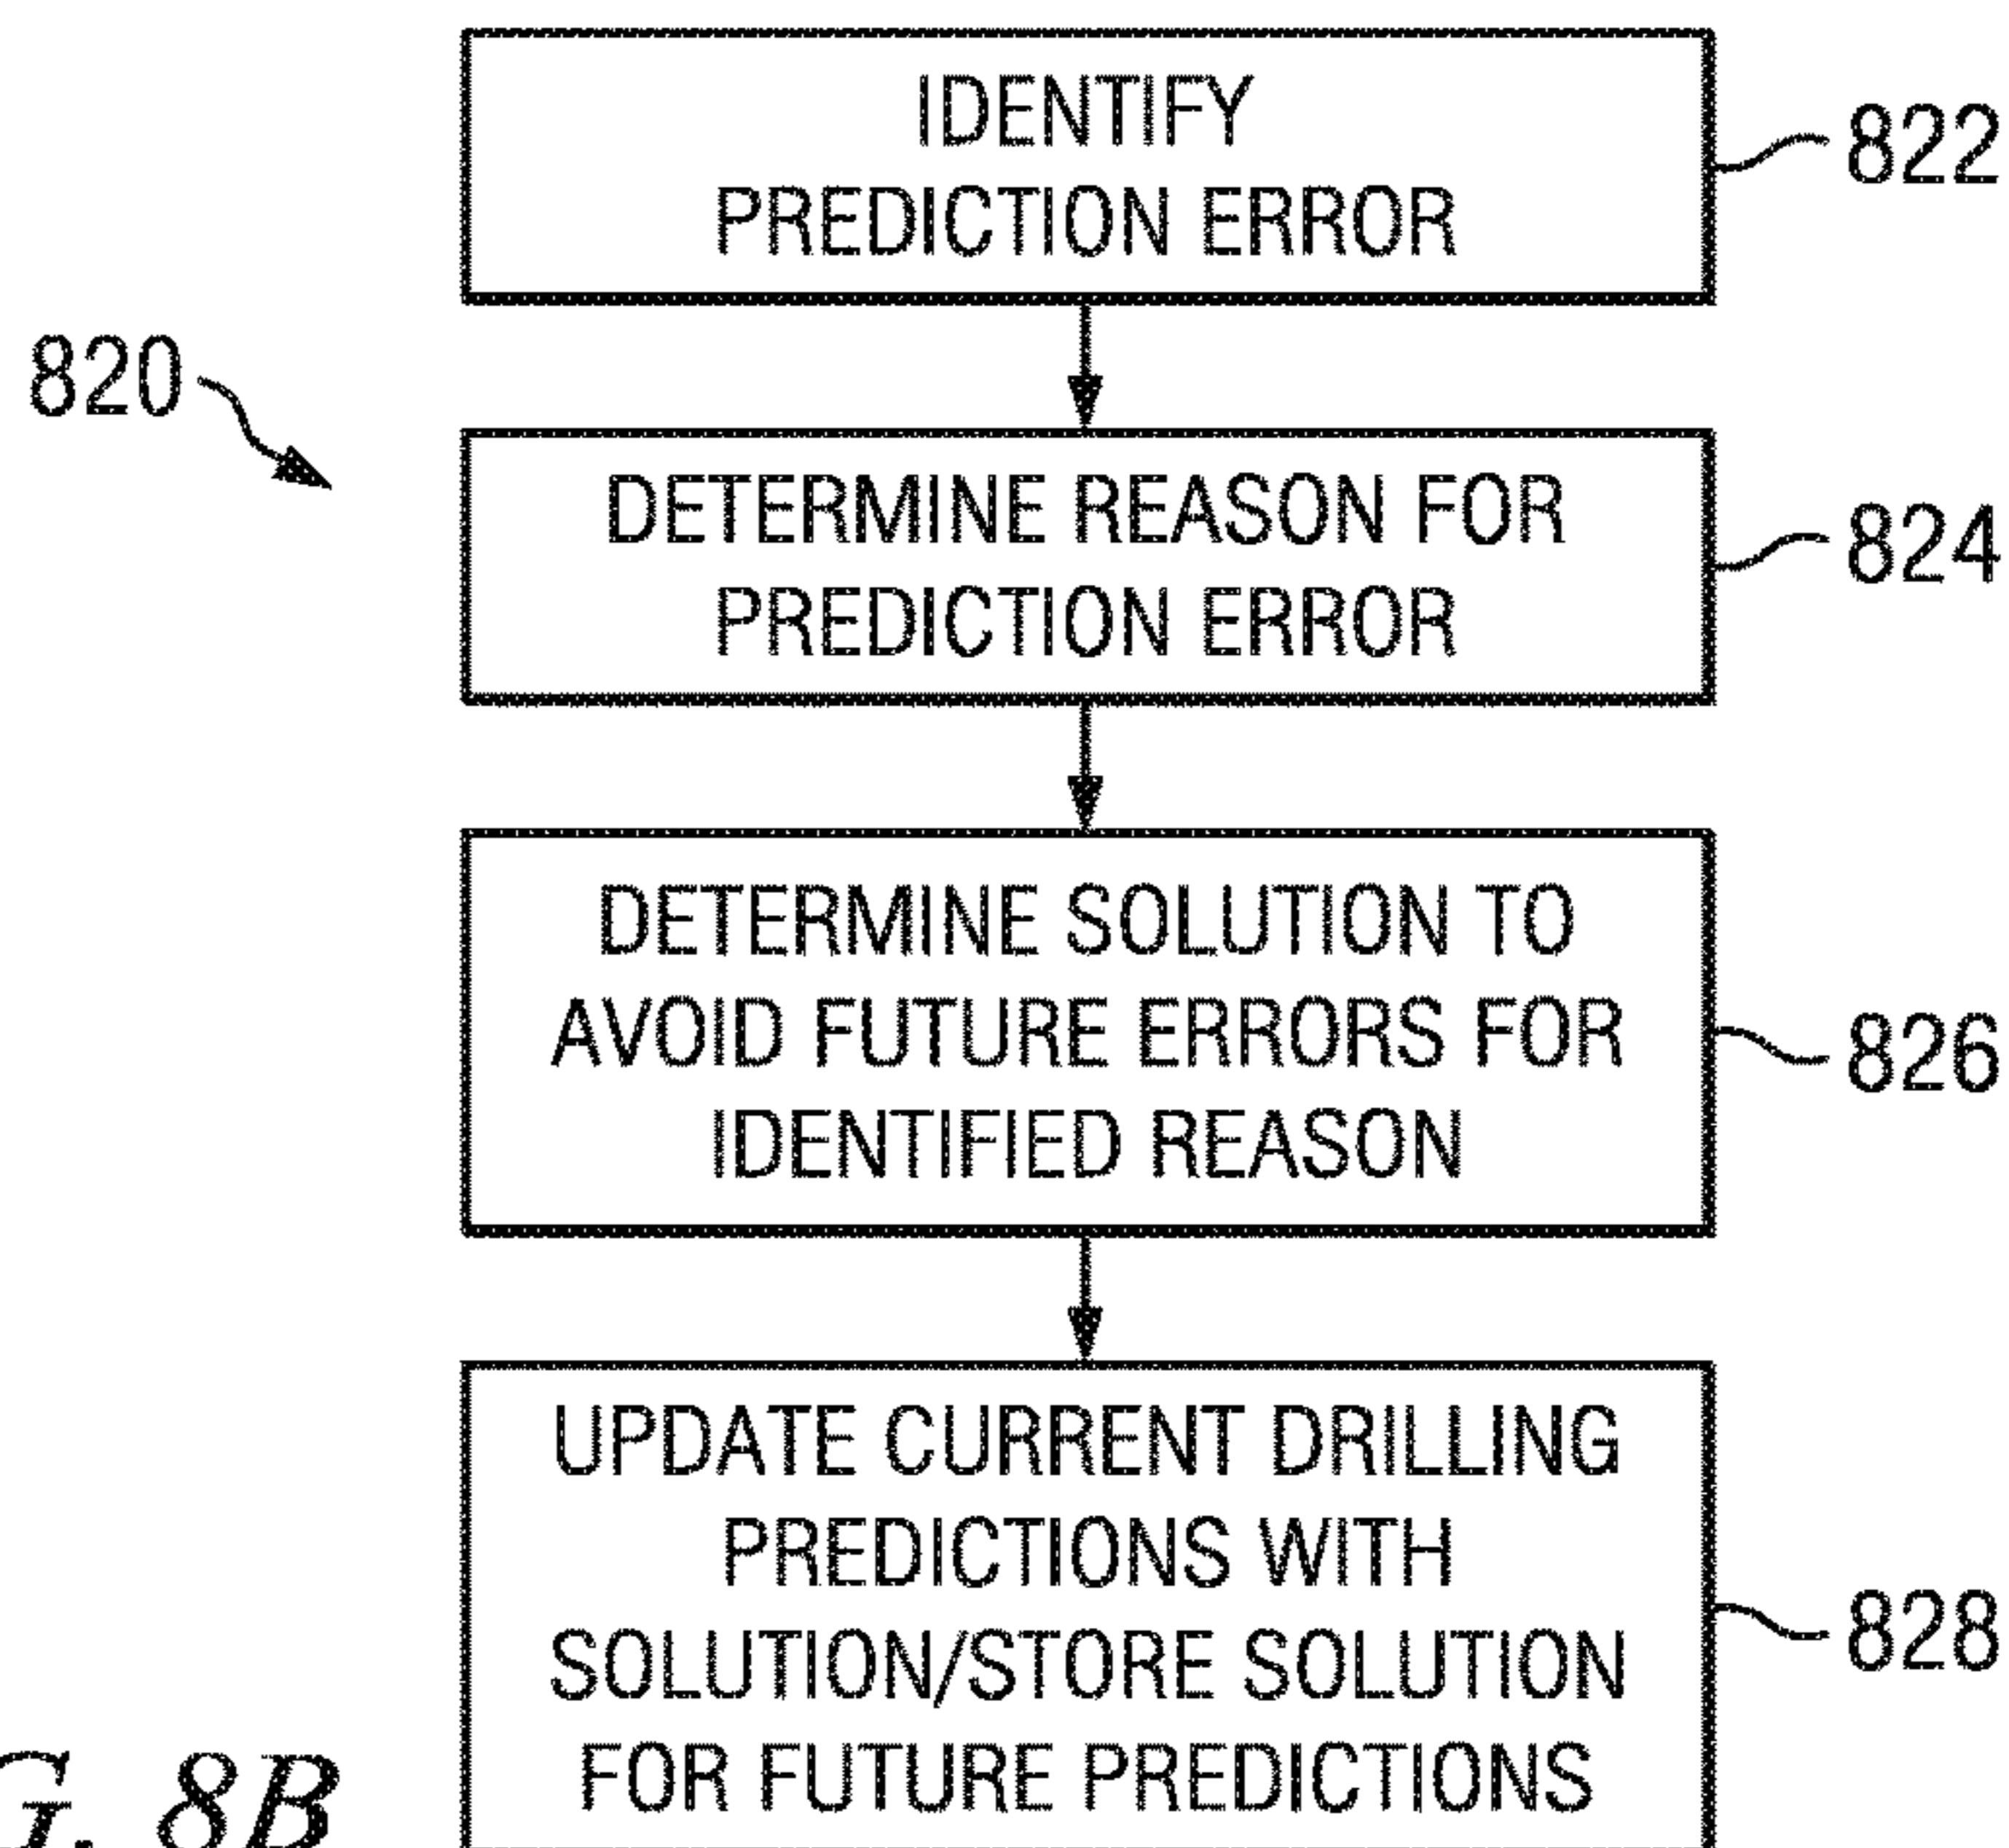 IDENTIFY
PREDICTION ERROR
822
820
DETERMINE REASON FOR
PREDICTION ERROR
824
DETERMINE SOLUTION TO
AVOID FUTURE ERRORS FOR
IDENTIFIED REASON
826
UPDATE CURRENT DRILLING
PREDICTIONS WITH
SOLUTION/STORE SOLUTION
FOR FUTURE PREDICTIONS
828
G. 8B